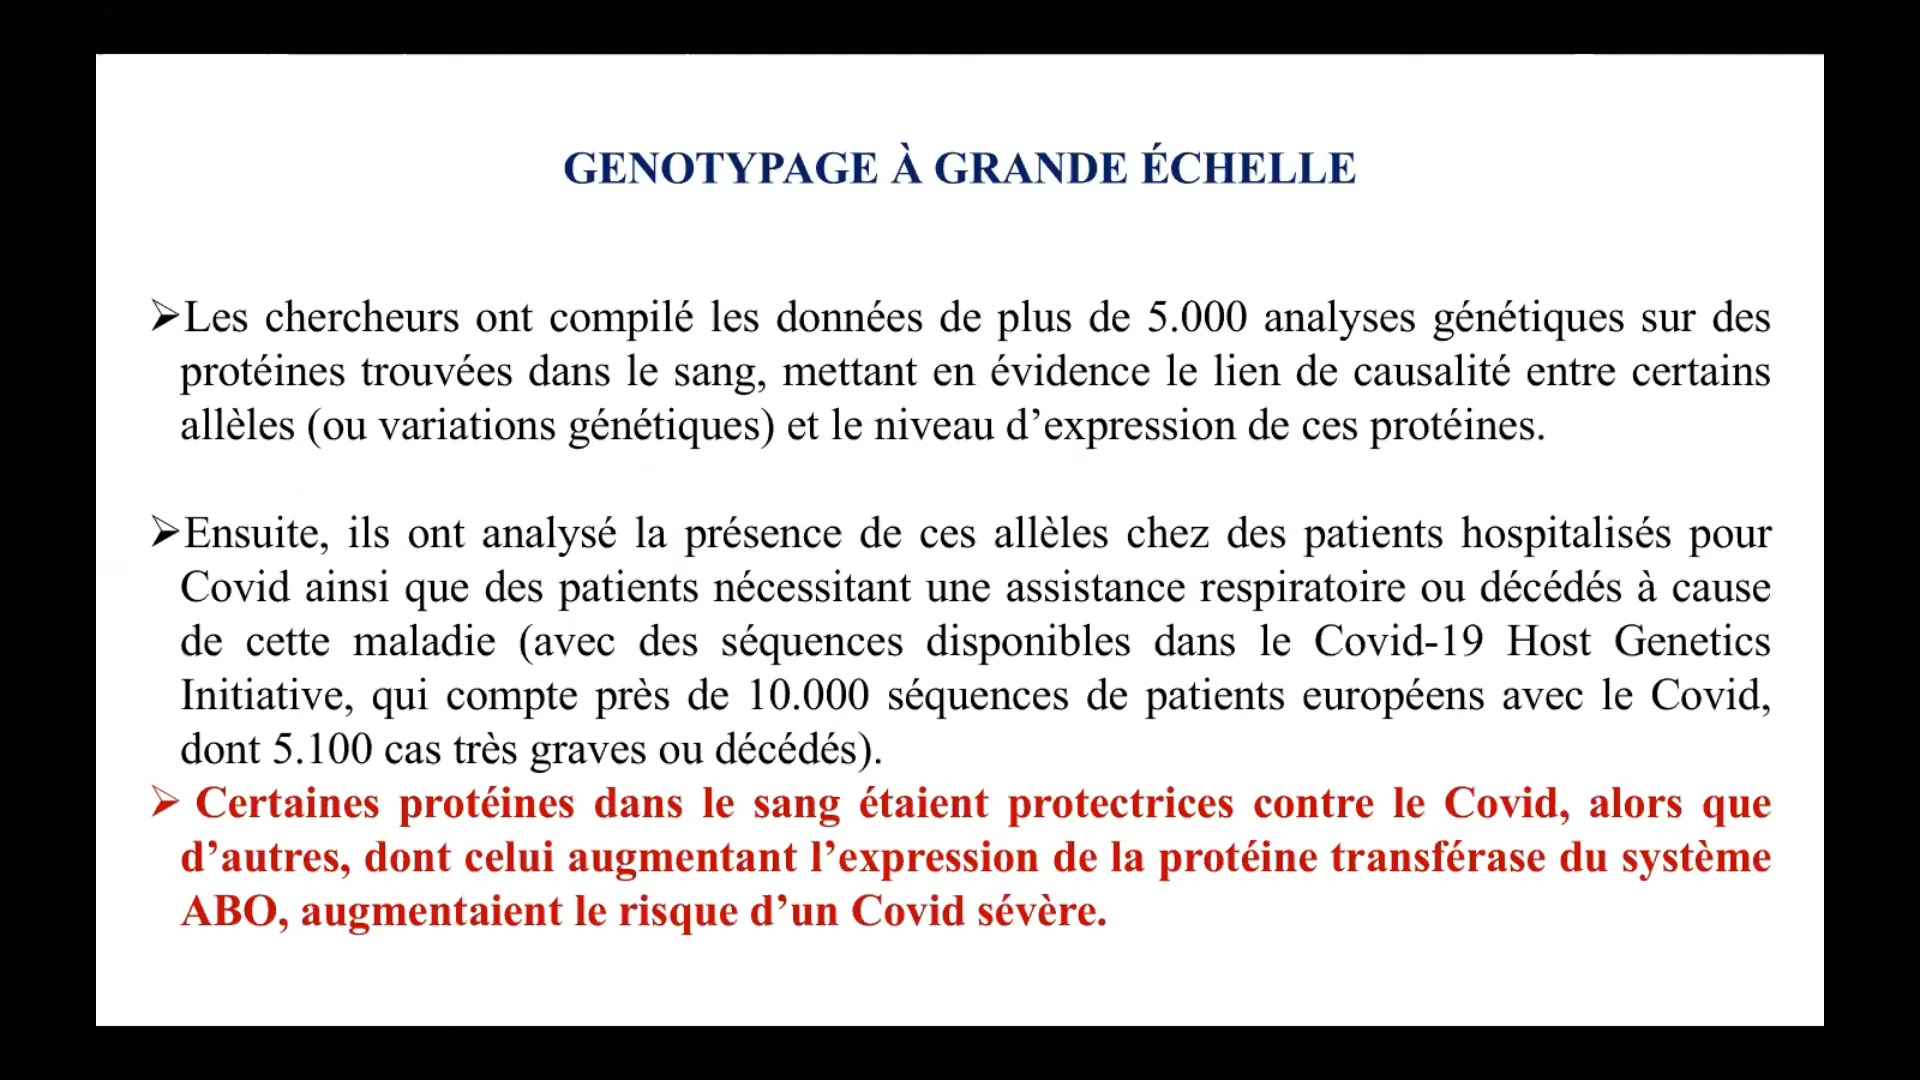 GENOTYPAGE À GRANDE ÉCHELLE
➢Les chercheurs ont compilé les données de plus de 5.000 analyses génétiques sur des
protéines trouvées dans le sang, mettant en évidence le lien de causalité entre certains
allèles (ou variations génétiques) et le niveau d’expression de ces protéines.
➢Ensuite, ils ont analysé la présence de ces allèles chez des patients hospitalisés pour
Covid ainsi que des patients nécessitant une assistance respiratoire ou décédés à cause
de cette maladie (avec des séquences disponibles dans le Covid-19 Host Genetics
Initiative, qui compte près de 10.000 séquences de patients européens avec le Covid,
dont 5.100 cas très graves ou décédés).
➢ Certaines protéines dans le sang étaient protectrices contre le Covid, alors que
d’autres, dont celui augmentant l’expression de la protéine transférase du système
ABO, augmentaient le risque d’un Covid sévère.